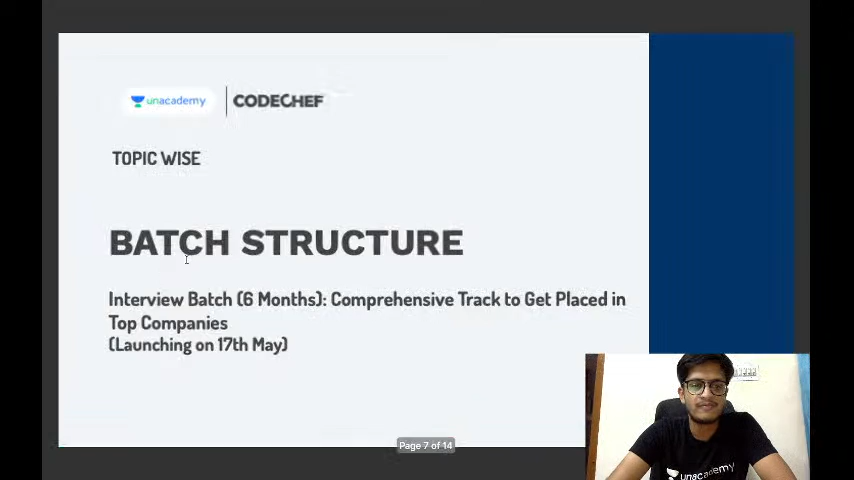 unacademy | CODECHEF
TOPIC WISE
BATCH STRUCTURE
Interview Batch (6 Months): Comprehensive Track to Get Placed in
Top Companies
(Launching on 17th May)
Page 7 of 14
unacademy